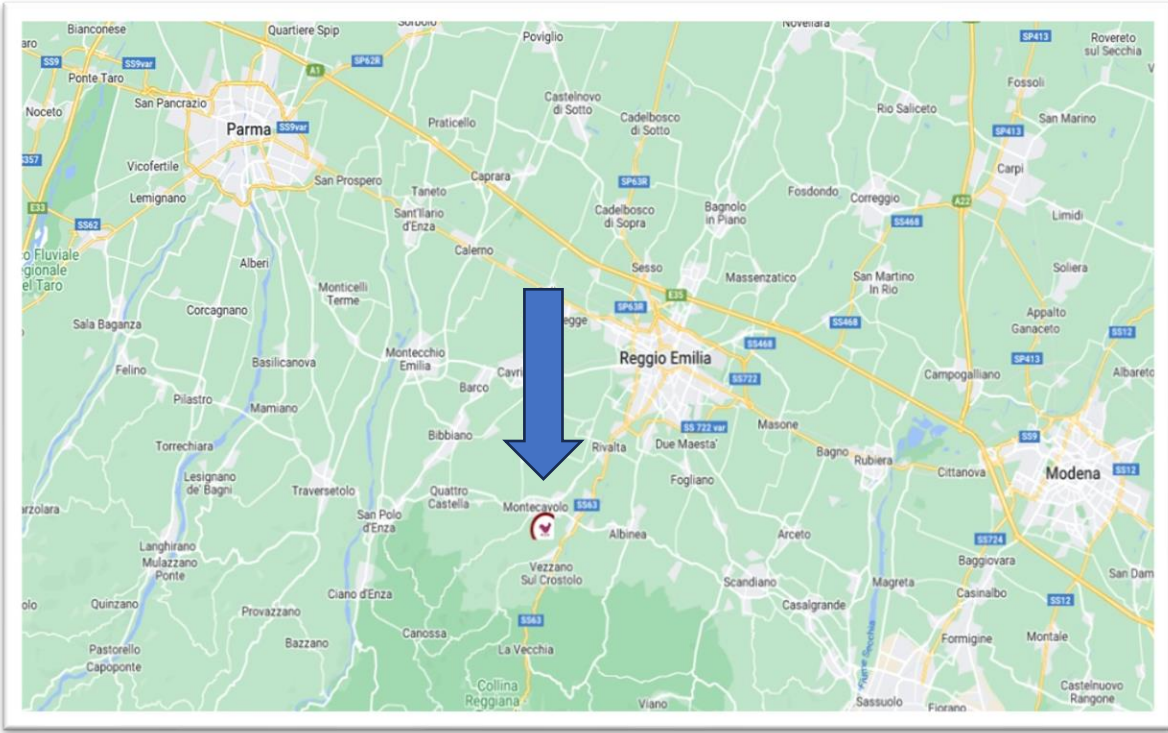 Bianconese
Quartiere Spip
Sorbolo
Poviglio
Novellara
SP413
Rovereto
sul Secchia
SS9
SS9var
Ponte Taro
A1
SP62R
Fossoli
San Pancrazio
Castelnovo
di Sotto
Noceto
Rio Saliceto
Parma
SS9var
Praticello
Cadelbosco
di Sotto
SP413
San Marino
357
Vicofertile
Carpi
San Prospero
Caprara
SP63R
Lemignano
Taneto
Fosdondo
Correggio
A22
E33
SS62
Sant'Ilario
d'Enza
Cadelbosco
di Sopra
Bagnolo
in Piano
SS468
Limidi
Calerno
o Fluviale
egionale
el Taro
Alberi
Sesso
Massenzatico
San Martino
In Rio
Soliera
Monticelli
Terme
E35
SP63R
Corcagnano
egge
SS468
Appalto
Ganaceto
SS12
Sala Baganza
SS468
Reggio Emilia
SP413
Montecchio
Emilia
Basilicanova
Felino
Cavri
SS722
Campogalliano
Albareto
Barco
Pilastro
Mamiano
Bibbiano
SS 722 var
Masone
Torrechiara
Rivalta
Due Maesta'
SS9
Bagno
Rubiera
Cittanova
Modena
SS12
Lesignano
de' Bagni
Traversetolo
Quattro
Castella
Fogliano
Montecavolo
SS63
rzolara
San Polo
d'Enza
Albinea
Arceto
SS724
Langhirano
Mulazzano
Ponte
Baggiovara
Vezzano
Sul Crostolo
San Dam
Scandiano
Magreta
Casinalbo
Ciano d'Enza
SS12
olo
Quinzano
Provazzano
Casalgrande
SS63
Canossa
Formigine
Montale
Bazzano
Fiume Secchia
Pastorello
La Vecchia
Capoponte
Collina
Reggiana
Castelnuovo
Rangone
Viano
Sassuolo
Fiorano